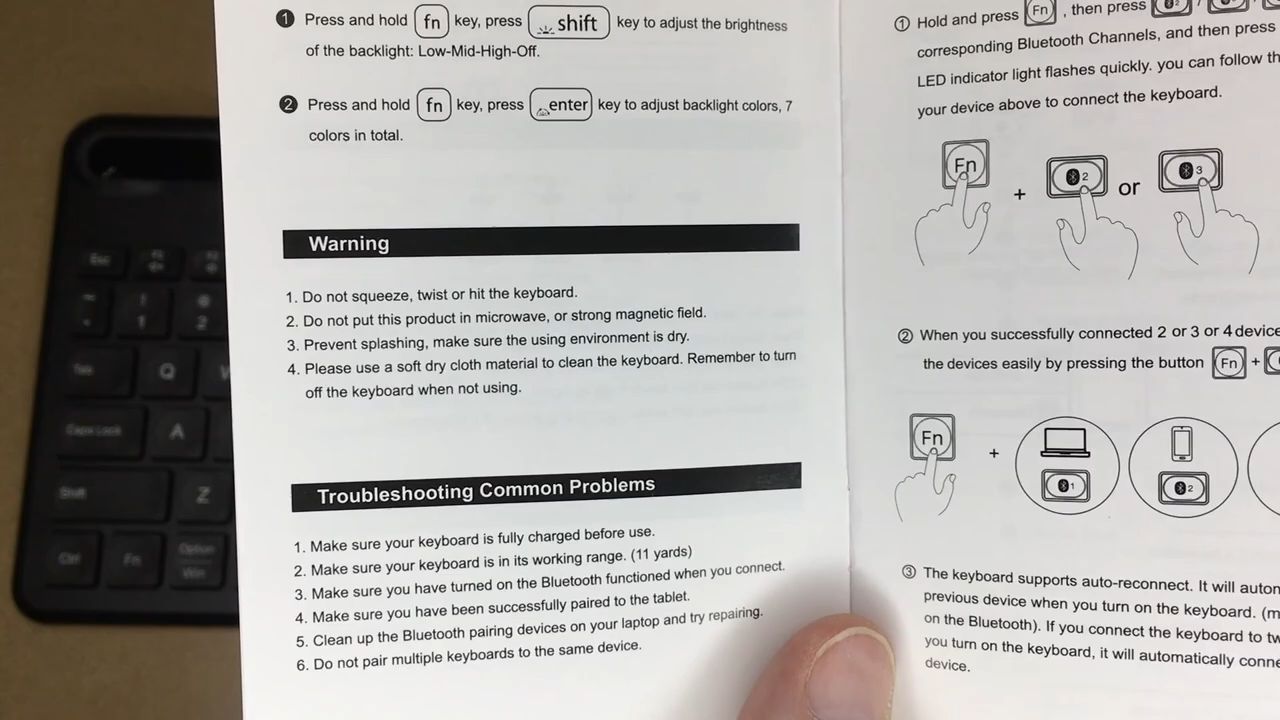 1 Press and hold fn key, press shift key to adjust the brightness
of the backlight: Low-Mid-High-Off.
2 Press and hold fn key, press enter key to adjust backlight colors, 7
colors in total.
Warning
1. Do not squeeze, twist or hit the keyboard.
2. Do not put this product in microwave, or strong magnetic field.
3. Prevent splashing, make sure the using environment is dry.
4. Please use a soft dry cloth material to clean the keyboard. Remember to turn
off the keyboard when not using.
Troubleshooting Common Problems
1. Make sure your keyboard is fully charged before use.
2. Make sure your keyboard is in its working range. (11 yards)
3. Make sure you have turned on the Bluetooth functioned when you connect.
4. Make sure you have been successfully paired to the tablet.
5. Clean up the Bluetooth pairing devices on your laptop and try repairing.
6. Do not pair multiple keyboards to the same device.
① Hold and press Fn , then press 2 /
corresponding Bluetooth Channels, and then press
LED indicator light flashes quickly. you can follow th
your device above to connect the keyboard.
Fn + 2 or 3
② When you successfully connected 2 or 3 or 4 device
the devices easily by pressing the button Fn +
Fn + 1 2
③ The keyboard supports auto-reconnect. It will auton
previous device when you turn on the keyboard. (m
on the Bluetooth). If you connect the keyboard to tw
you turn on the keyboard, it will automatically conne
device.
Esc
1 2
Tab Q
Caps Lock A
Shift Z
Ctrl Fn Option
Win